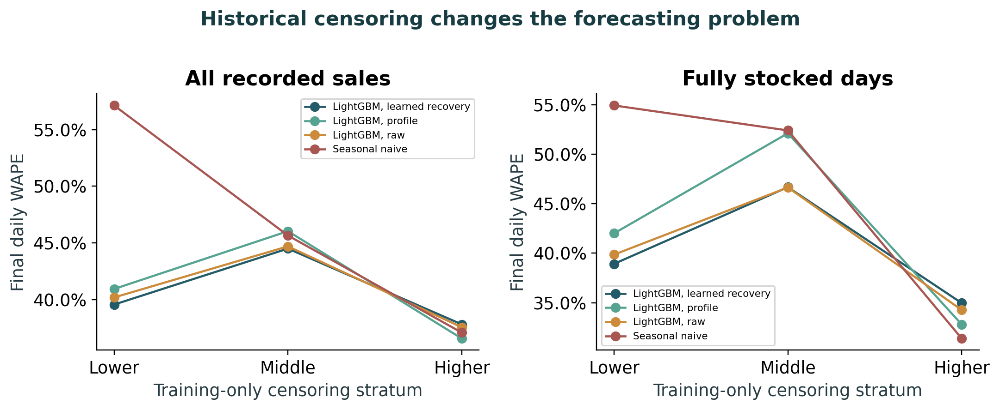 Historical censoring changes the forecasting problem
All recorded sales
Final daily WAPE
55.0%
50.0%
45.0%
40.0%
LightGBM, learned recovery
LightGBM, profile
LightGBM, raw
Seasonal naive
Lower
Middle
Higher
Training-only censoring stratum
Fully stocked days
Final daily WAPE
55.0%
50.0%
45.0%
40.0%
35.0%
LightGBM, learned recovery
LightGBM, profile
LightGBM, raw
Seasonal naive
Lower
Middle
Higher
Training-only censoring stratum